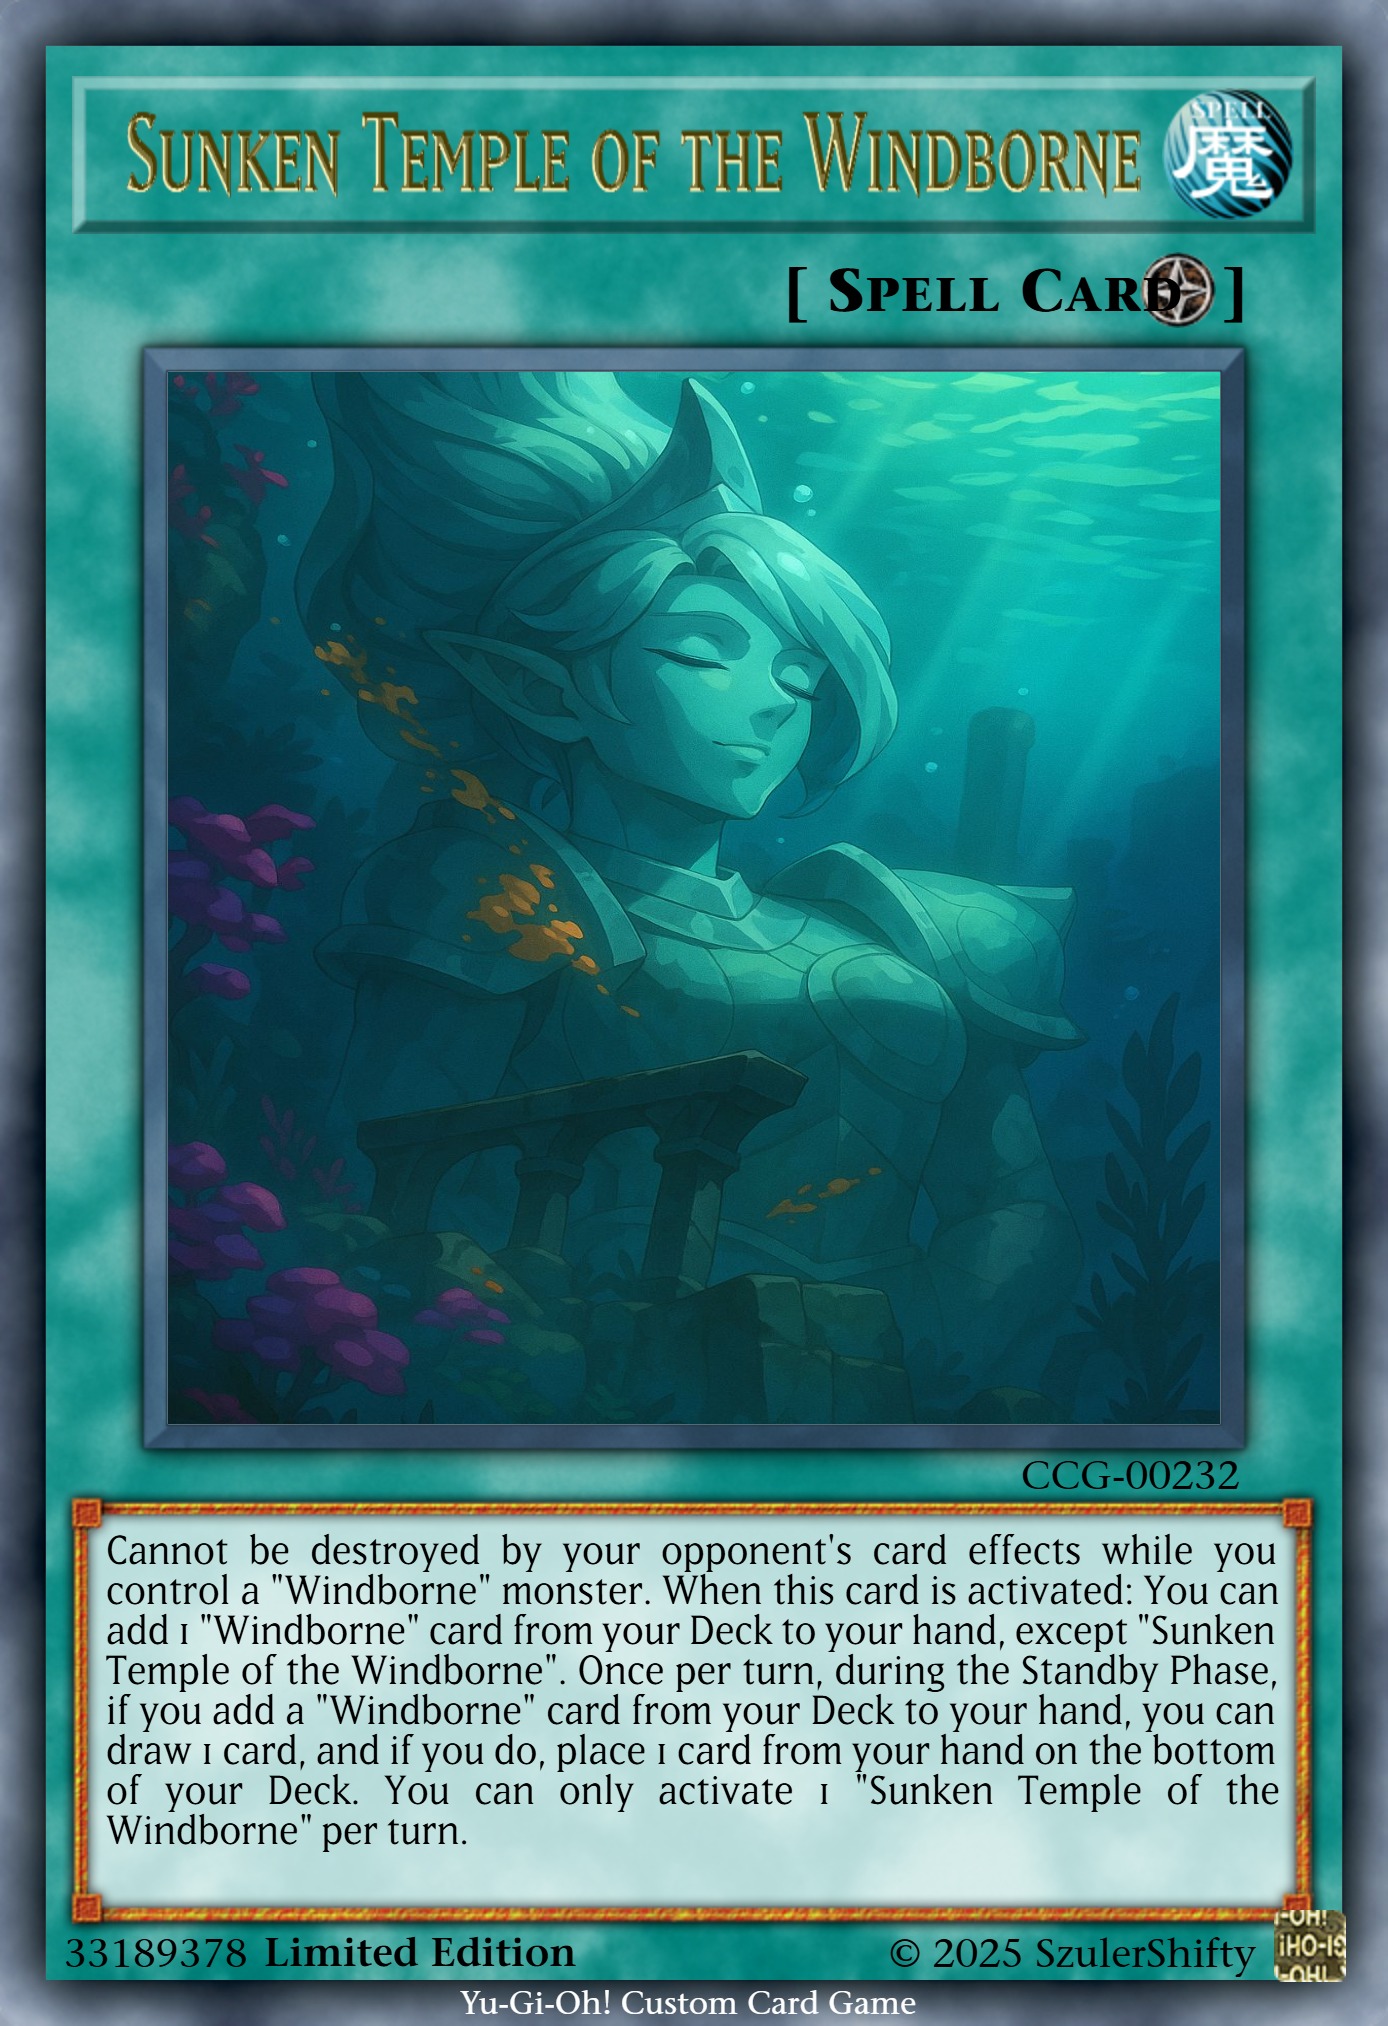 Sunken Temple of the Windborne
SPELL
魔
[ Spell Card ]
CCG-00232
Cannot be destroyed by your opponent's card effects while you
control a "Windborne" monster. When this card is activated: You can
add 1 "Windborne" card from your Deck to your hand, except "Sunken
Temple of the Windborne". Once per turn, during the Standby Phase,
if you add a "Windborne" card from your Deck to your hand, you can
draw 1 card, and if you do, place 1 card from your hand on the bottom
of your Deck. You can only activate 1 "Sunken Temple of the
Windborne" per turn.
33189378 Limited Edition
© 2025 SzulerShifty
Yu-Gi-Oh! Custom Card Game